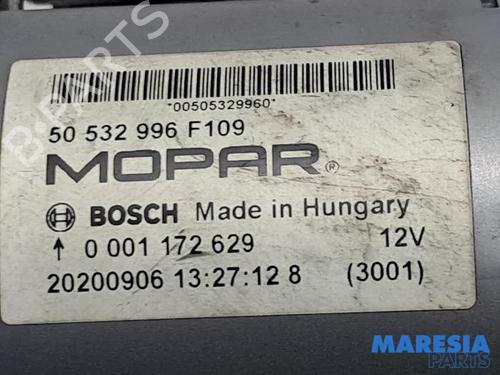 *00505329960*
50 532 996 F109
MOPAR®
BOSCH Made in Hungary
↑ 0 001 172 629 12V
20200906 13:27:12 8 (3001)
B-PARTS
MARESIA
PARTS